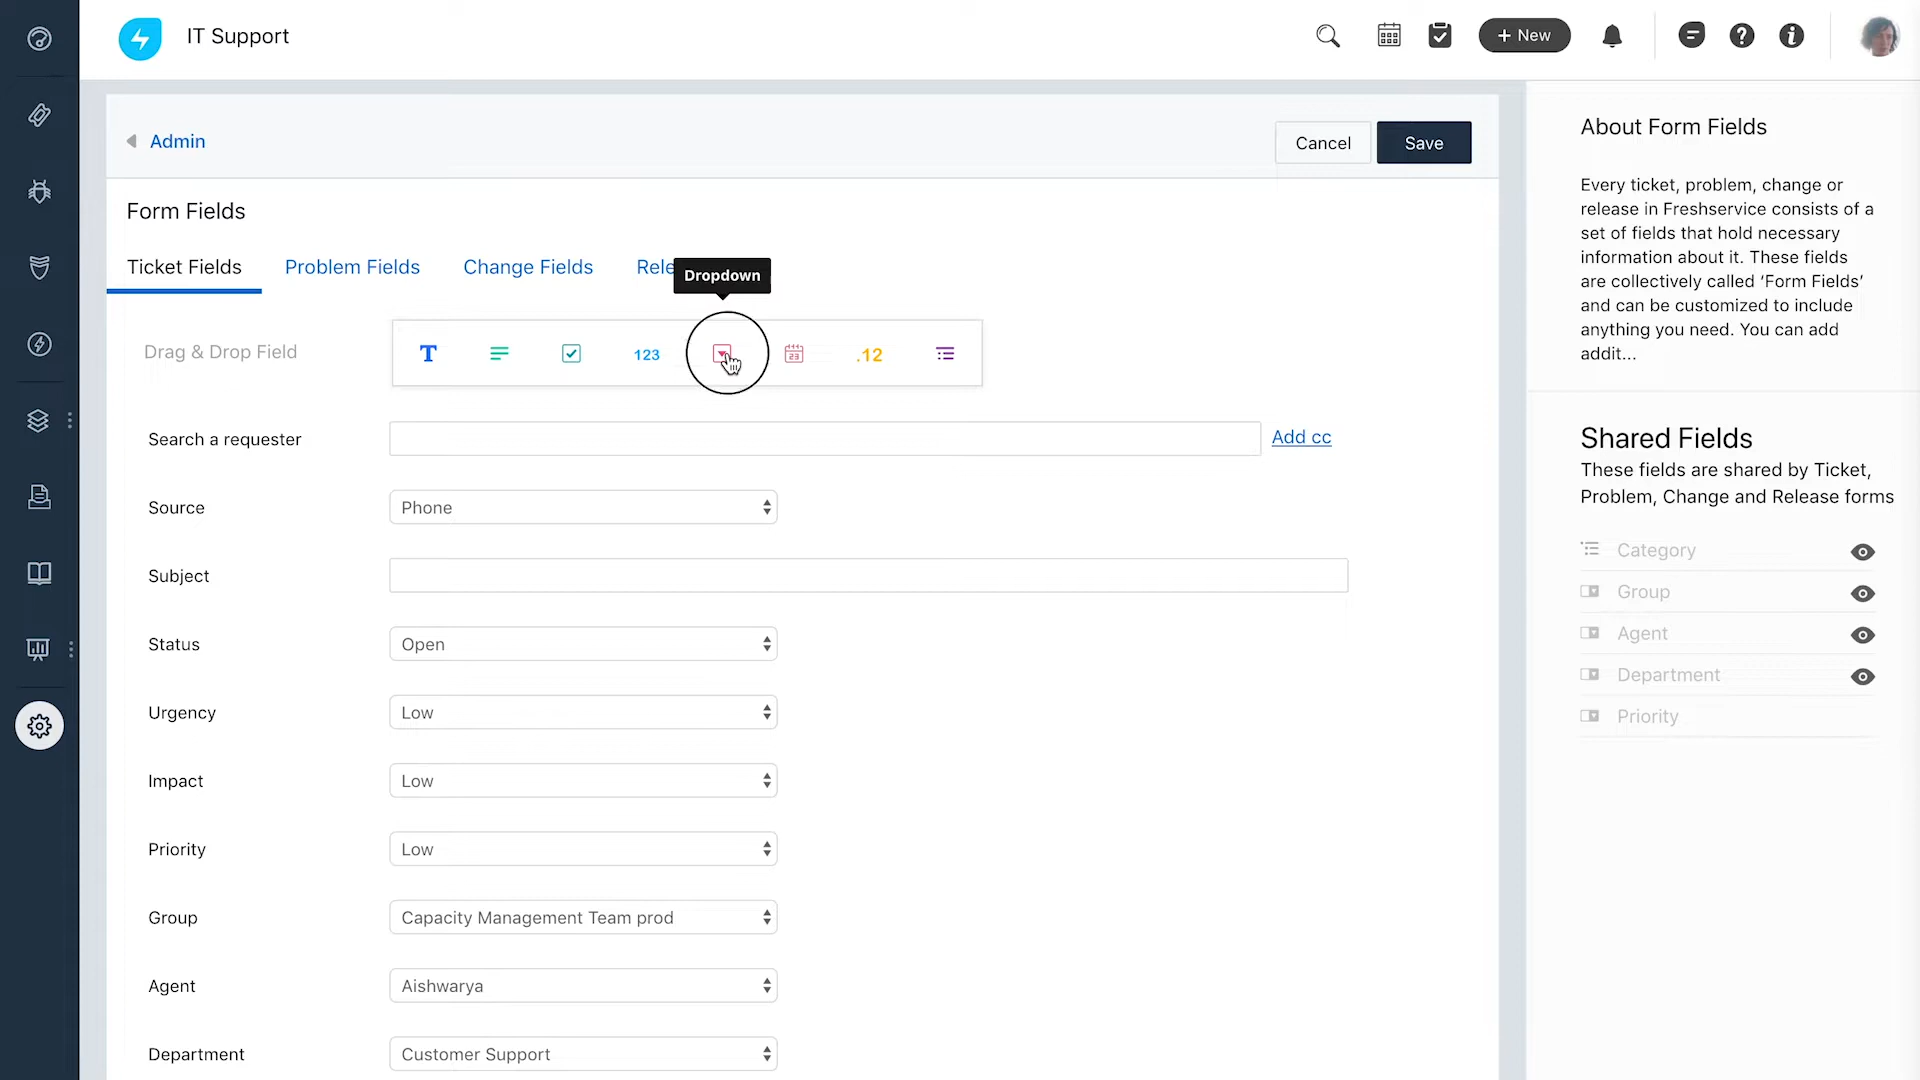 IT Support
+ New
Admin
Cancel
Save
Form Fields
Ticket Fields
Problem Fields
Change Fields
Rele
Dropdown
Drag & Drop Field
T
123
23
.12
Search a requester
Add cc
Source
Phone
Subject
Status
Open
Urgency
Low
Impact
Low
Priority
Low
Group
Capacity Management Team prod
Agent
Aishwarya
Department
Customer Support
About Form Fields
Every ticket, problem, change or
release in Freshservice consists of a
set of fields that hold necessary
information about it. These fields
are collectively called ‘Form Fields’
and can be customized to include
anything you need. You can add
addit...
Shared Fields
These fields are shared by Ticket,
Problem, Change and Release forms
Category
Group
Agent
Department
Priority